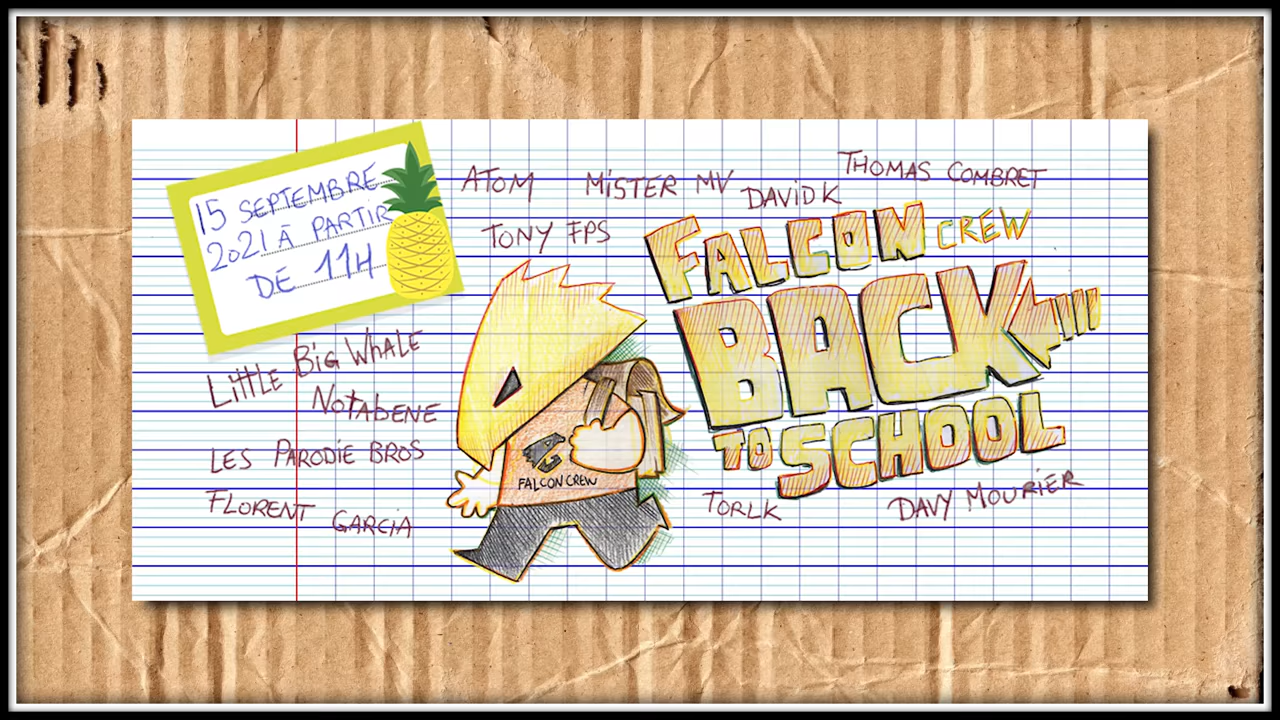 15 SEPTEMBRE
2021 À PARTIR
DE 11H
ATOM
MISTER MV
DAVID K
THOMAS COMBRET
TONY FPS
FALCON CREW
BACK
TO SCHOOL
LITTLE BIG WHALE
NOTABENE
LES PARODIE BROS
FLORENT GARCIA
FALCON CREW
TORLK
DAVY MOURIER